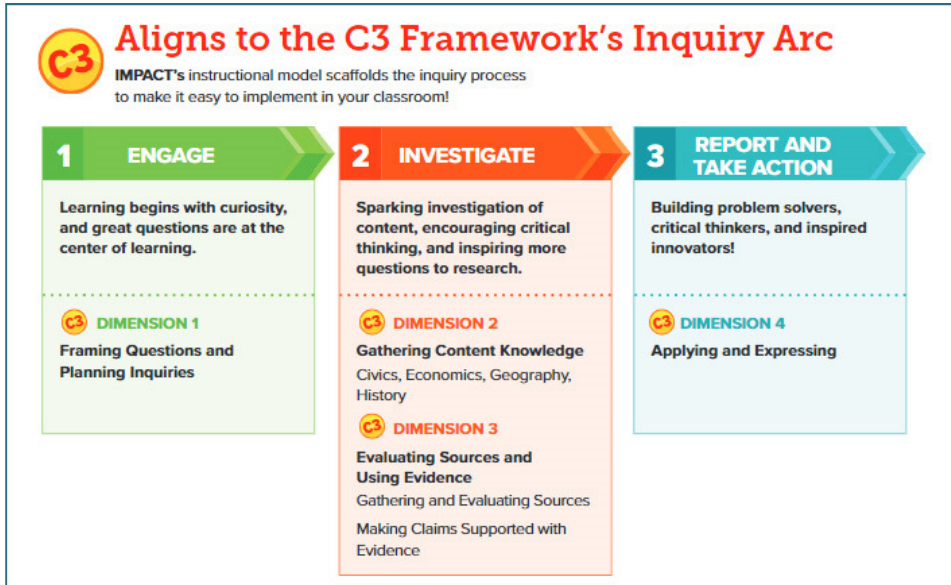 C3
Aligns to the C3 Framework's Inquiry Arc
IMPACT's instructional model scaffolds the inquiry process
to make it easy to implement in your classroom!
1 ENGAGE
Learning begins with curiosity,
and great questions are at the
center of learning.
C3 DIMENSION 1
Framing Questions and
Planning Inquiries
2 INVESTIGATE
Sparking investigation of
content, encouraging critical
thinking, and inspiring more
questions to research.
C3 DIMENSION 2
Gathering Content Knowledge
Civics, Economics, Geography,
History
C3 DIMENSION 3
Evaluating Sources and
Using Evidence
Gathering and Evaluating Sources
Making Claims Supported with
Evidence
3 REPORT AND
TAKE ACTION
Building problem solvers,
critical thinkers, and inspired
innovators!
C3 DIMENSION 4
Applying and Expressing